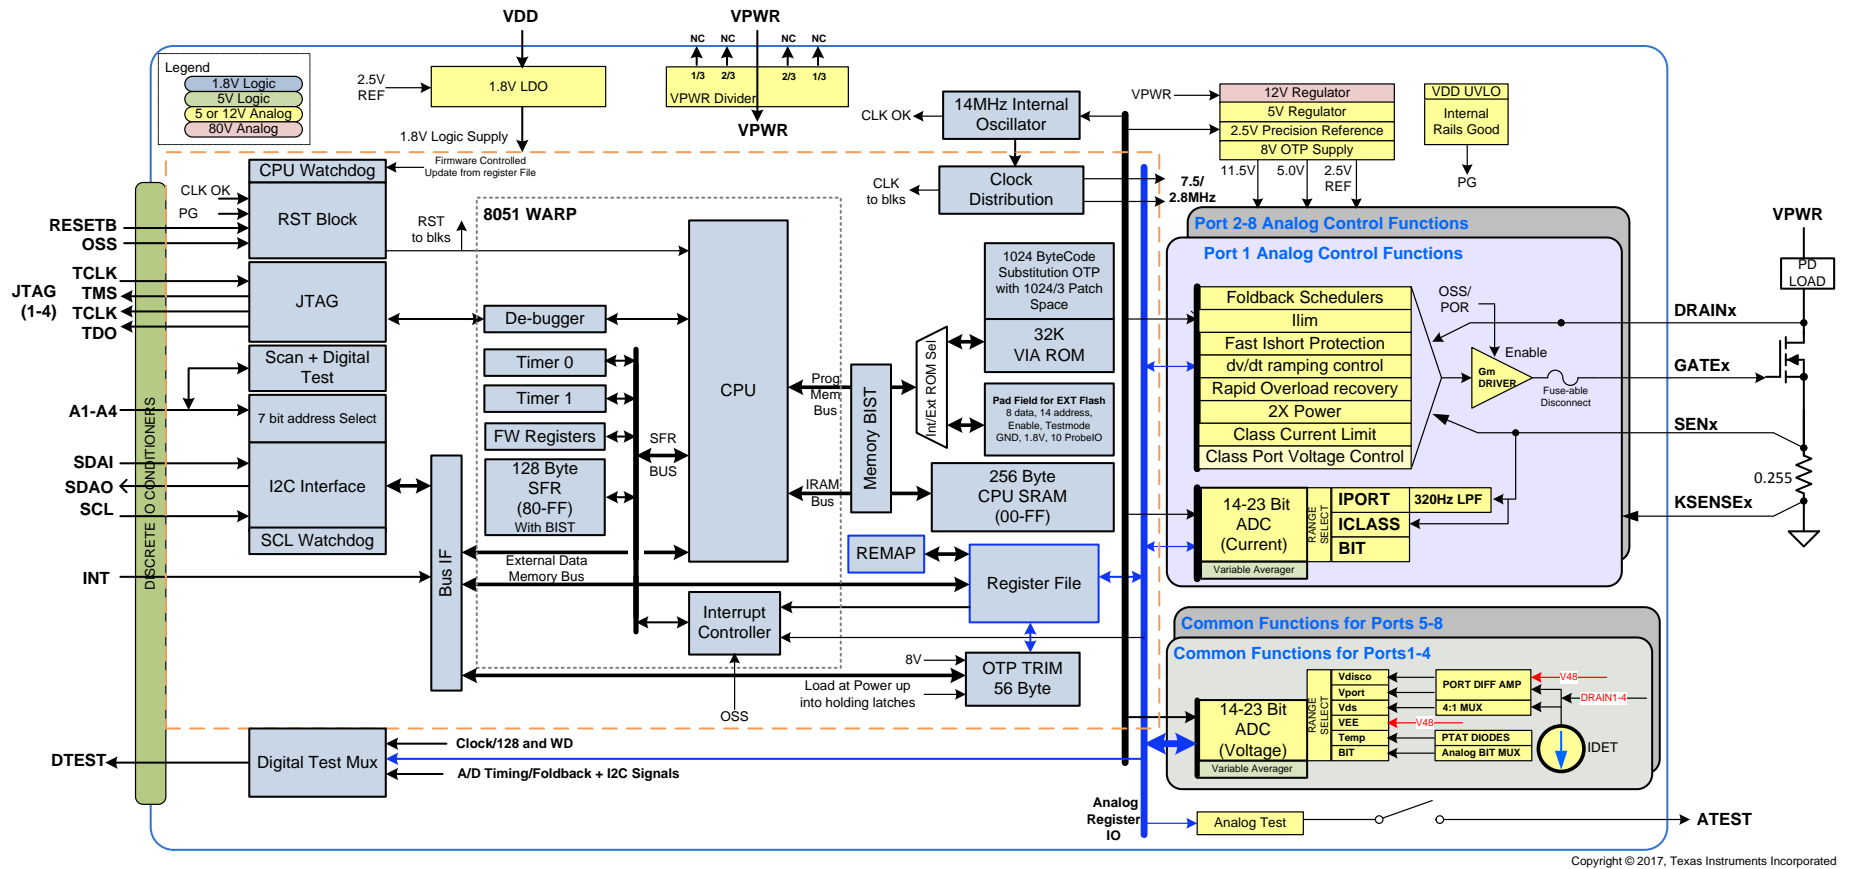 VDD
VPWR
NC
NC
NC
NC
Legend
1.8V Logic
5V Logic
5 or 12V Analog
80V Analog
2.5V
REF
1.8V LDO
1.8V Logic Supply
1/3
2/3
2/3
1/3
VPWR Divider
VPWR
CLK OK
14MHz Internal
Oscillator
VPWR
12V Regulator
5V Regulator
2.5V Precision Reference
8V OTP Supply
11.5V
5.0V
2.5V
REF
VDD UVLO
Internal
Rails Good
PG
CPU Watchdog
Firmware Controlled
Update from register File
CLK OK
PG
RST Block
RESETB
OSS
RST
to blks
8051 WARP
CLK
to blks
Clock
Distribution
7.5/
2.8MHz
JTAG
(1-4)
TCLK
TMS
TCLK
TDO
JTAG
De-bugger
Timer 0
Timer 1
FW Registers
128 Byte
SFR
(80-FF)
With BIST
SFR
BUS
CPU
Prog
Mem
Bus
IRAM
Bus
Memory BIST
Int/Ext ROM Sel
1024 ByteCode
Substitution OTP
with 1024/3 Patch
Space
32K
VIA ROM
Pad Field for EXT Flash
8 data, 14 address,
Enable, Testmode
GND, 1.8V, 10 ProbeIO
256 Byte
CPU SRAM
(00-FF)
Scan + Digital
Test
A1-A4
7 bit address Select
SDAI
SDAO
SCL
I2C Interface
SCL Watchdog
INT
DISCRETE IO CONDITIONERS
Bus IF
External Data
Memory Bus
REMAP
Register File
Interrupt
Controller
OSS
8V
Load at Power up
into holding latches
OTP TRIM
56 Byte
DTEST
Digital Test Mux
Clock/128 and WD
A/D Timing/Foldback + I2C Signals
Analog
Register
IO
Port 2-8 Analog Control Functions
Port 1 Analog Control Functions
Foldback Schedulers
Ilim
Fast Ishort Protection
dv/dt ramping control
Rapid Overload recovery
2X Power
Class Current Limit
Class Port Voltage Control
OSS/
POR
Enable
Gm
DRIVER
Fuse-able
Disconnect
14-23 Bit
ADC
(Current)
Variable Averager
RANGE
SELECT
IPORT
320Hz LPF
ICLASS
BIT
VPWR
PD
LOAD
DRAINx
GATEx
SENx
0.255
KSENSEx
Common Functions for Ports 5-8
Common Functions for Ports1-4
14-23 Bit
ADC
(Voltage)
Variable Averager
RANGE
SELECT
Vdisco
Vport
Vds
VEE
Temp
BIT
PORT DIFF AMP
4:1 MUX
V48
DRAIN1-4
V48
PTAT DIODES
Analog BIT MUX
IDET
Analog Test
ATEST
Copyright © 2017, Texas Instruments Incorporated